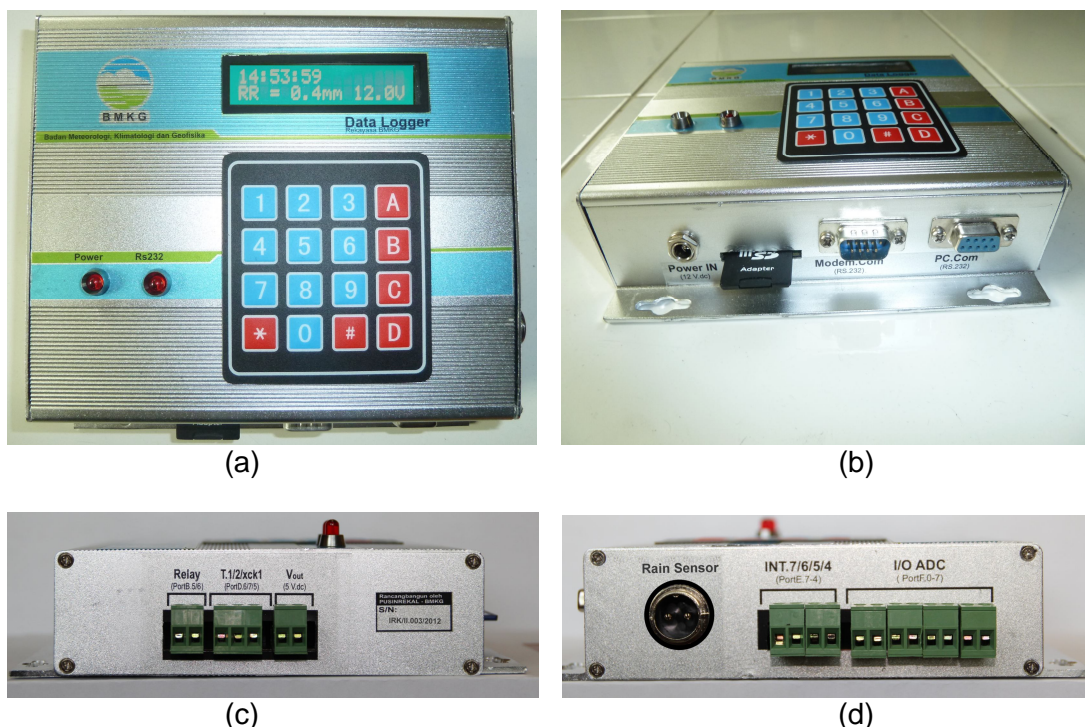 14:53:59
RR = 0.4mm 12.0V
BMKG
Badan Meteorologi, Klimatologi dan Geofisika
Data Logger
Rekayasa BMKG
Power Rs232
1 2 3 A
4 5 6 B
7 8 9 C
* 0 # D
Adapter
(a)
Data Logger
1 2 3 A
4 5 6 B
7 8 9 C
* 0 # D
Power IN
(12 V.dc)
Adapter
Modem.Com
(RS.232)
PC.Com
(RS.232)
(b)
Relay
(PortB.5/6)
T.1/2/xck1
(PortD.6/7/5)
Vout
(5 V.dc)
Rancangbangun oleh
PUSINREKAL - BMKG
S/N:
IRK/II.003/2012
(c)
Rain Sensor
INT.7/6/5/4
(PortE.7-4)
I/O ADC
(PortF.0-7)
(d)